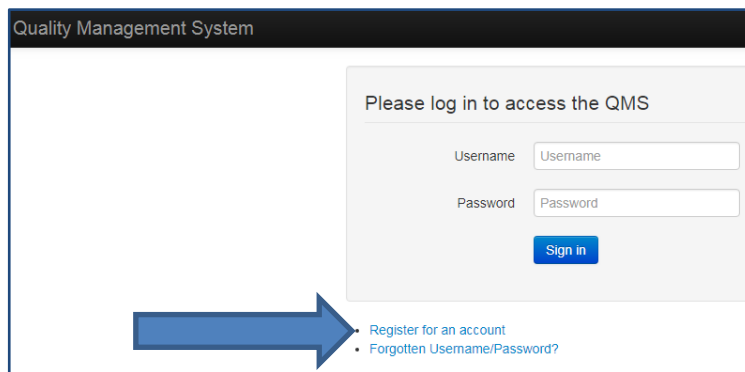 Quality Management System
Please log in to access the QMS
Username Username
Password Password
Sign in
Register for an account
Forgotten Username/Password?